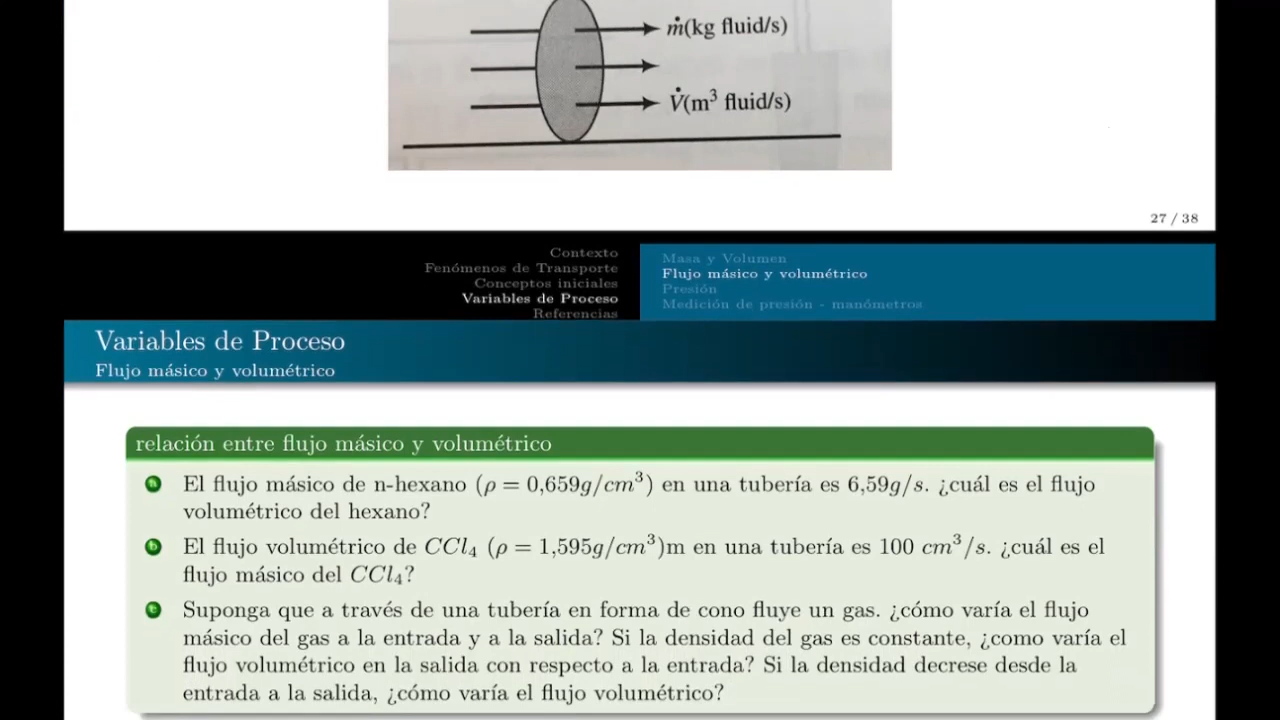 ṁ(kg fluid/s)
V̇(m³ fluid/s)
27 / 38
Contexto
Fenómenos de Transporte
Conceptos iniciales
Variables de Proceso
Referencias
Masa y Volumen
Flujo másico y volumétrico
Presión
Medición de presión - manómetros
Variables de Proceso
Flujo másico y volumétrico
relación entre flujo másico y volumétrico
a El flujo másico de n-hexano (ρ = 0,659g/cm³) en una tubería es 6,59g/s. ¿cuál es el flujo
volumétrico del hexano?
b El flujo volumétrico de CCl₄ (ρ = 1,595g/cm³)m en una tubería es 100 cm³/s. ¿cuál es el
flujo másico del CCl₄?
c Suponga que a través de una tubería en forma de cono fluye un gas. ¿cómo varía el flujo
másico del gas a la entrada y a la salida? Si la densidad del gas es constante, ¿como varía el
flujo volumétrico en la salida con respecto a la entrada? Si la densidad decrese desde la
entrada a la salida, ¿cómo varía el flujo volumétrico?